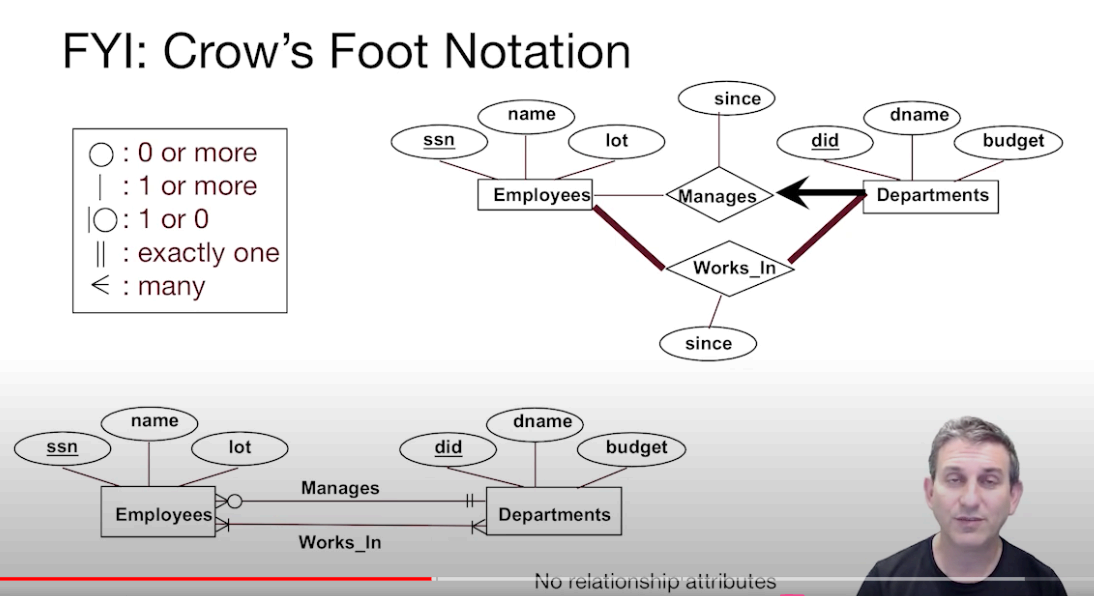 FYI: Crow's Foot Notation
: 0 or more
: 1 or more
: 1 or 0
: exactly one
: many
since
name
dname
ssn
lot
did
budget
Employees
Manages
Departments
Works_In
since
name
dname
ssn
lot
did
budget
Manages
Employees
Departments
Works_In
No relationship attributes